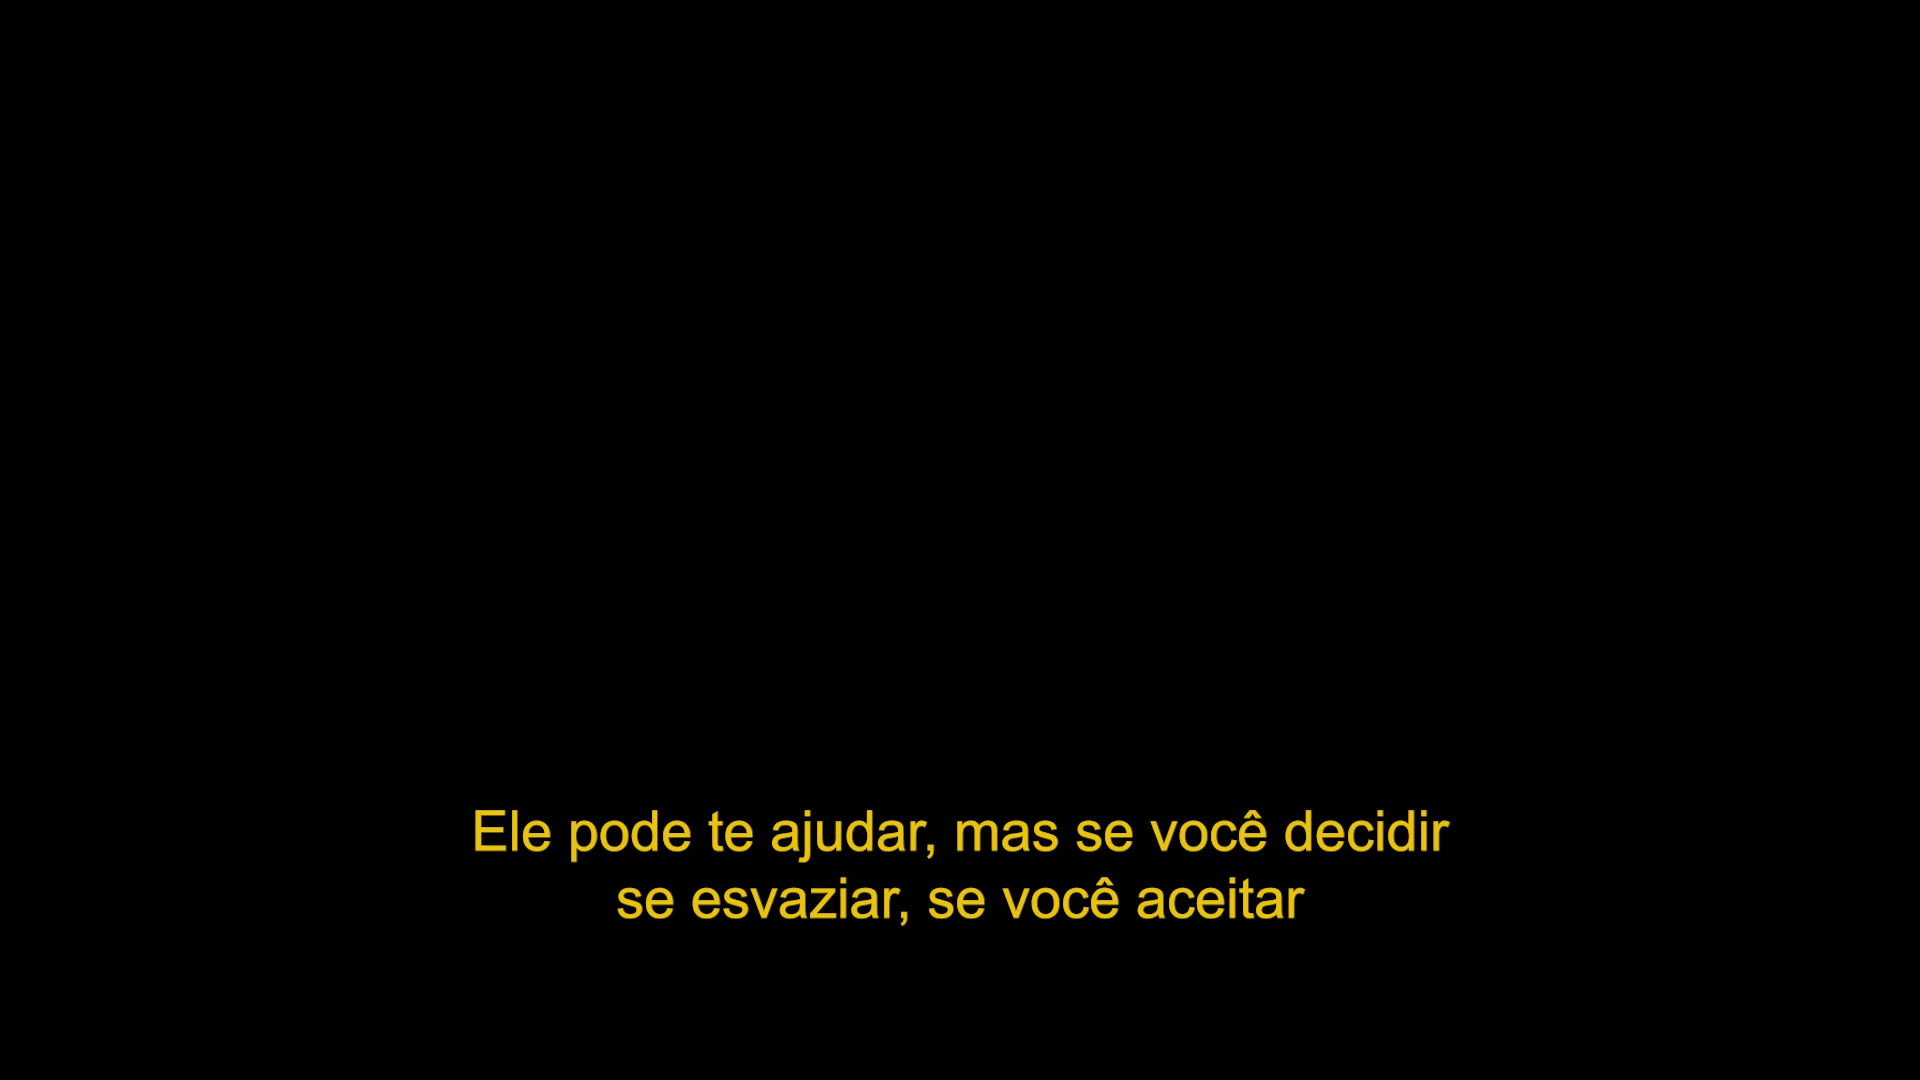 Ele pode te ajudar, mas se você decidir
se esvaziar, se você aceitar